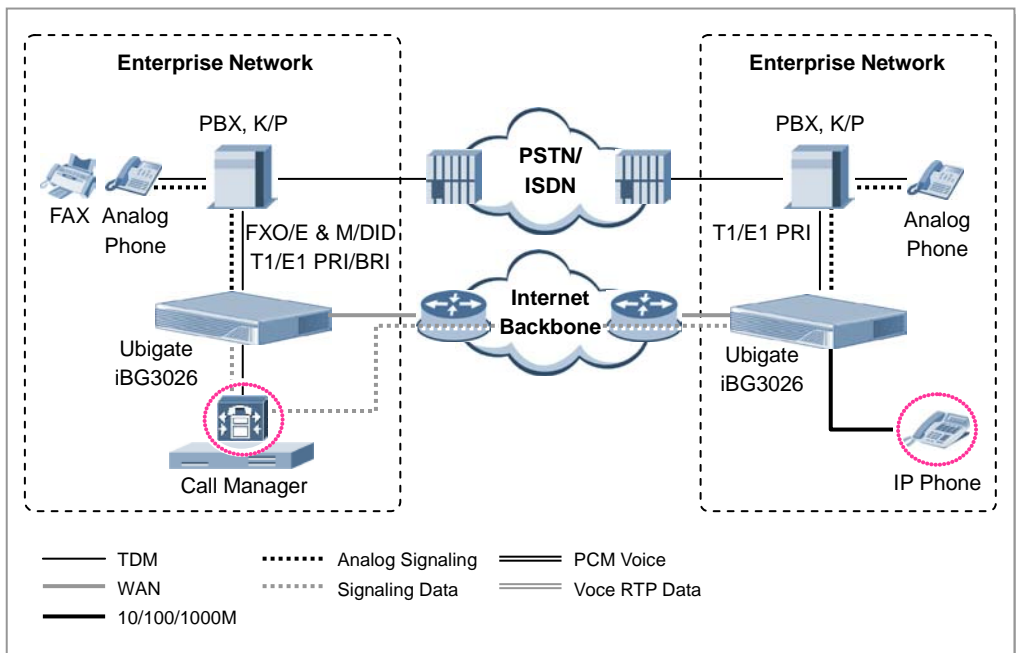 Enterprise Network
Enterprise Network
PBX, K/P
PSTN/
ISDN
PBX, K/P
FAX
Analog
Phone
Analog
Phone
FXO/E & M/DID
T1/E1 PRI/BRI
T1/E1 PRI
Internet
Backbone
Ubigate
iBG3026
Ubigate
iBG3026
Call Manager
IP Phone
TDM
Analog Signaling
PCM Voice
WAN
Signaling Data
Voce RTP Data
10/100/1000M